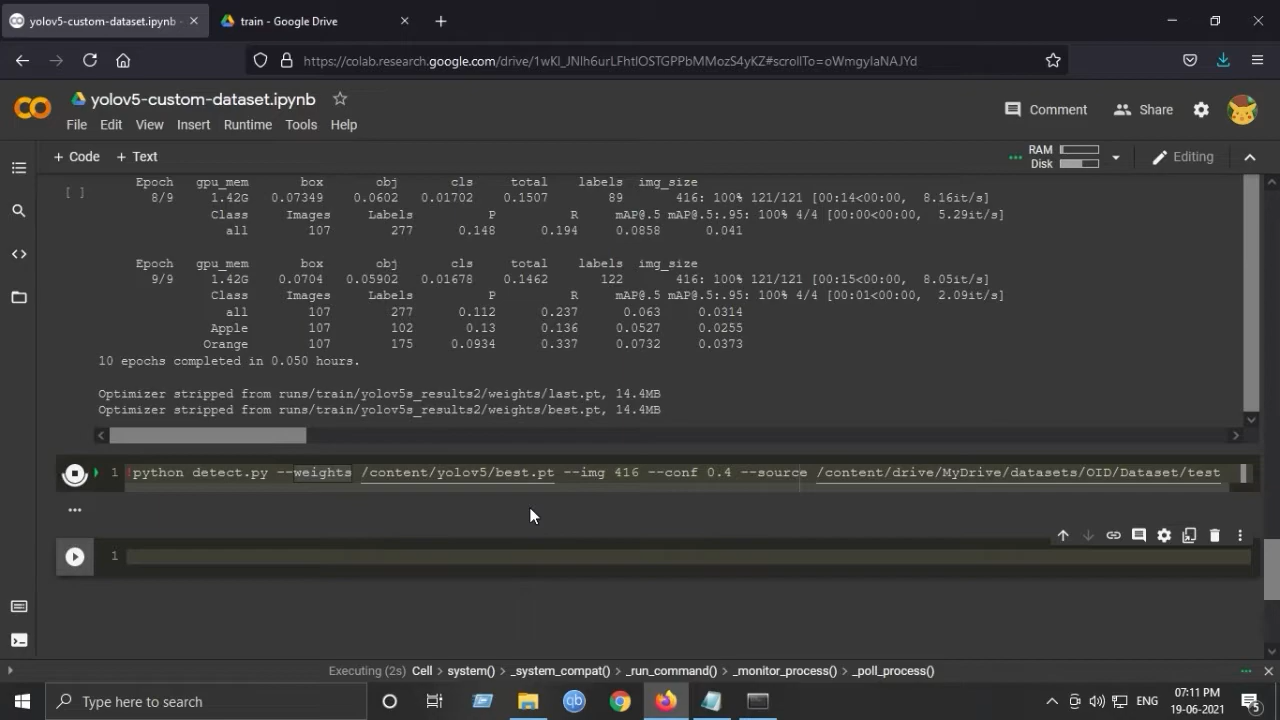 yolov5-custom-dataset.ipynb
train - Google Drive
https://colab.research.google.com/drive/1wKl_JNIh6urLFhtIOSTGPPbMMozS4yKZ#scrollTo=oWmgyIaNAJYd
yolov5-custom-dataset.ipynb
Comment Share
File Edit View Insert Runtime Tools Help
+ Code + Text
RAM
Disk
Editing
[ ]
Epoch gpu_mem box obj cls total labels img_size
8/9 1.42G 0.07349 0.0602 0.01702 0.1507 89 416: 100% 121/121 [00:14<00:00, 8.16it/s]
Class Images Labels P R mAP@.5 mAP@.5:.95: 100% 4/4 [00:00<00:00, 5.29it/s]
all 107 277 0.148 0.194 0.0858 0.041
Epoch gpu_mem box obj cls total labels img_size
9/9 1.42G 0.0704 0.05902 0.01678 0.1462 122 416: 100% 121/121 [00:15<00:00, 8.05it/s]
Class Images Labels P R mAP@.5 mAP@.5:.95: 100% 4/4 [00:01<00:00, 2.09it/s]
all 107 277 0.112 0.237 0.063 0.0314
Apple 107 102 0.13 0.136 0.0527 0.0255
Orange 107 175 0.0934 0.337 0.0732 0.0373
10 epochs completed in 0.050 hours.
Optimizer stripped from runs/train/yolov5s_results2/weights/last.pt, 14.4MB
Optimizer stripped from runs/train/yolov5s_results2/weights/best.pt, 14.4MB
1 !python detect.py --weights /content/yolov5/best.pt --img 416 --conf 0.4 --source /content/drive/MyDrive/datasets/OID/Dataset/test
...
1
Executing (2s) Cell > system() > _system_compat() > _run_command() > _monitor_process() > _poll_process()
Type here to search
ENG
07:11 PM
19-06-2021
5